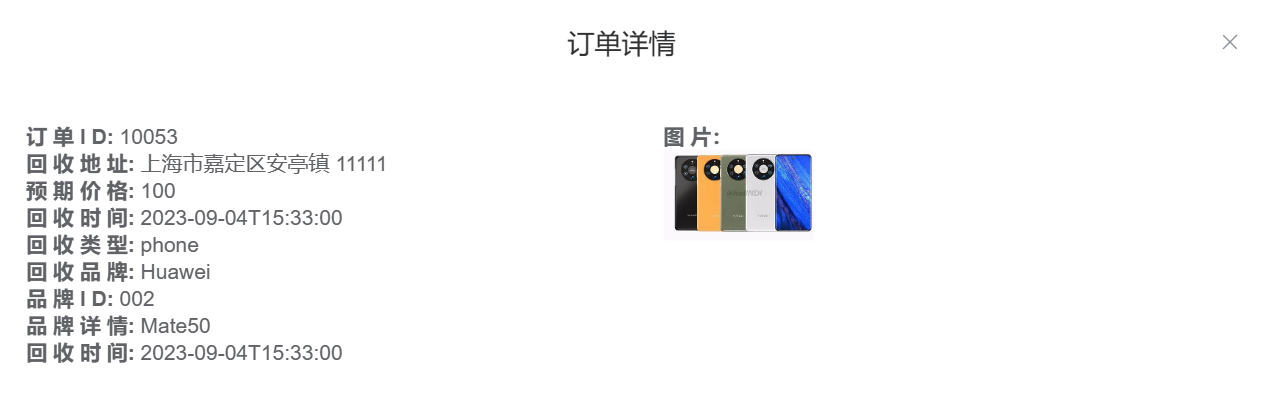 订单详情
订单ID: 10053
回收地址: 上海市嘉定区安亭镇 11111
预期价格: 100
回收时间: 2023-09-04T15:33:00
回收类型: phone
回收品牌: Huawei
品牌ID: 002
品牌详情: Mate50
回收时间: 2023-09-04T15:33:00
图片: